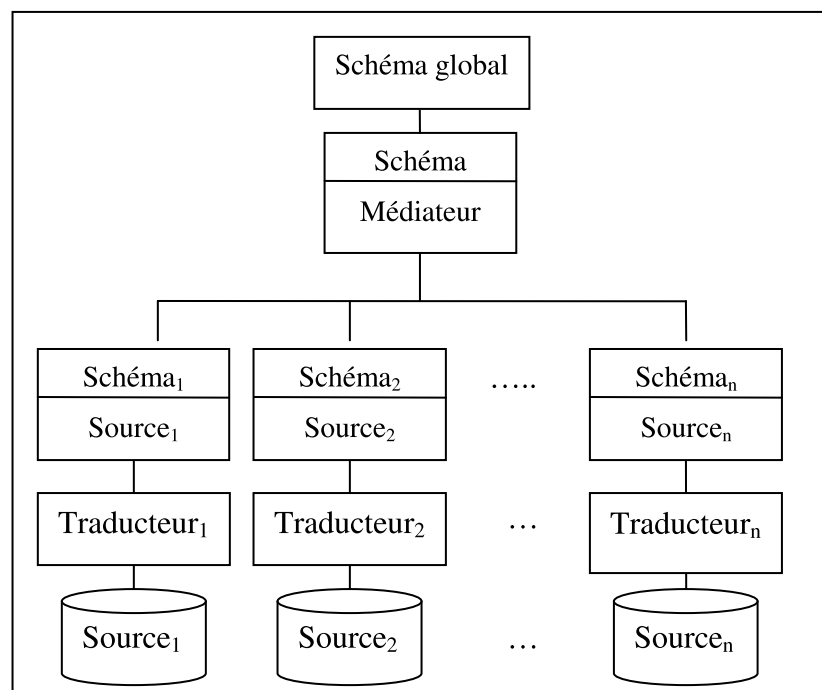 Schéma global
Schéma
Médiateur
Schéma₁ Schéma₂ ….. Schémaₙ
Source₁ Source₂ Sourceₙ
Traducteur₁ Traducteur₂ … Traducteurₙ
Source₁ Source₂ … Sourceₙ